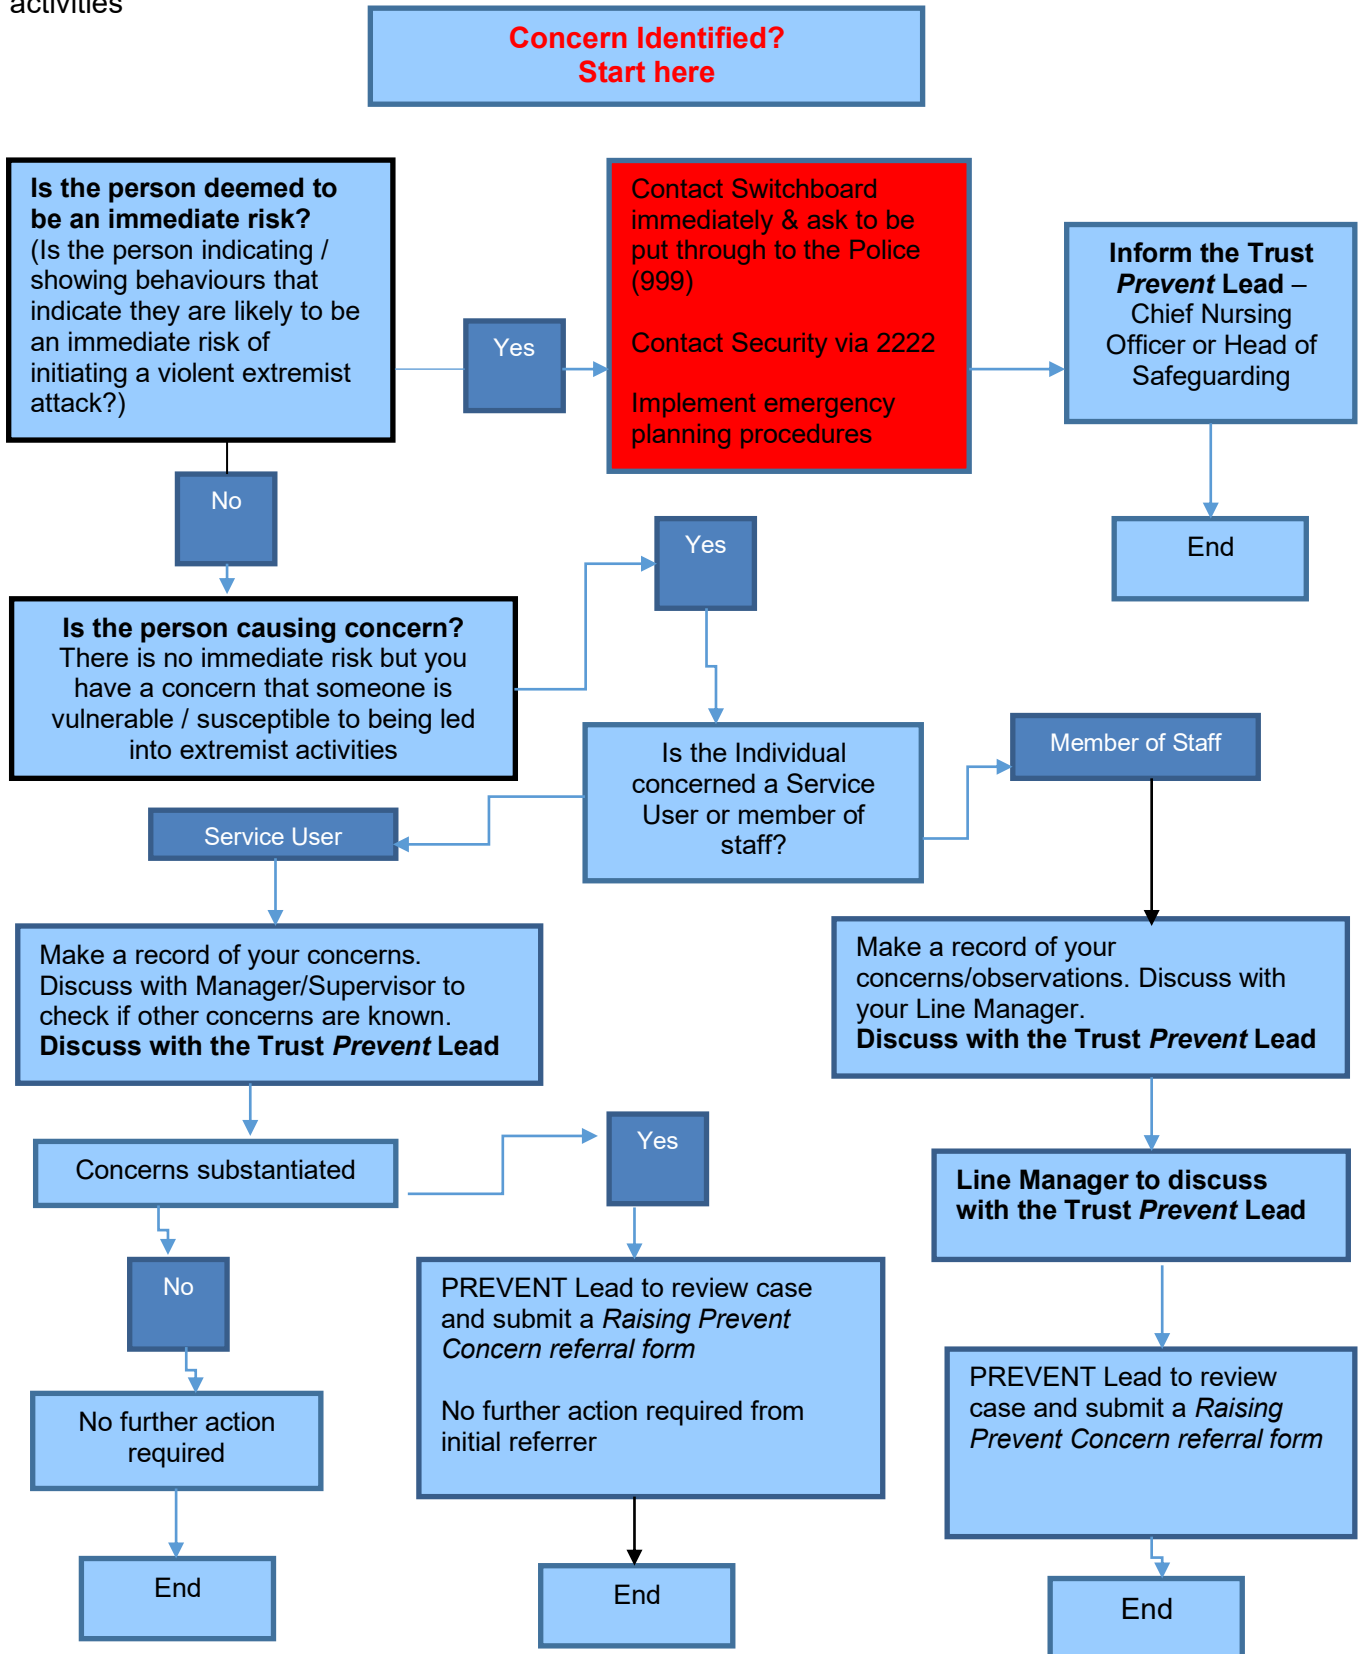 activities
Concern Identified?
Start here
Is the person deemed to
be an immediate risk?
(Is the person indicating /
showing behaviours that
indicate they are likely to be
an immediate risk of
initiating a violent extremist
attack?)
Yes
Contact Switchboard
immediately & ask to be
put through to the Police
(999)
Contact Security via 2222
Implement emergency
planning procedures
Inform the Trust
Prevent Lead –
Chief Nursing
Officer or Head of
Safeguarding
End
No
Is the person causing concern?
There is no immediate risk but you
have a concern that someone is
vulnerable / susceptible to being led
into extremist activities
Yes
Is the Individual
concerned a Service
User or member of
staff?
Member of Staff
Service User
Make a record of your concerns.
Discuss with Manager/Supervisor to
check if other concerns are known.
Discuss with the Trust Prevent Lead
Make a record of your
concerns/observations. Discuss with
your Line Manager.
Discuss with the Trust Prevent Lead
Concerns substantiated
Yes
Line Manager to discuss
with the Trust Prevent Lead
No
PREVENT Lead to review case
and submit a Raising Prevent
Concern referral form
No further action required from
initial referrer
PREVENT Lead to review
case and submit a Raising
Prevent Concern referral form
No further action
required
End
End
End